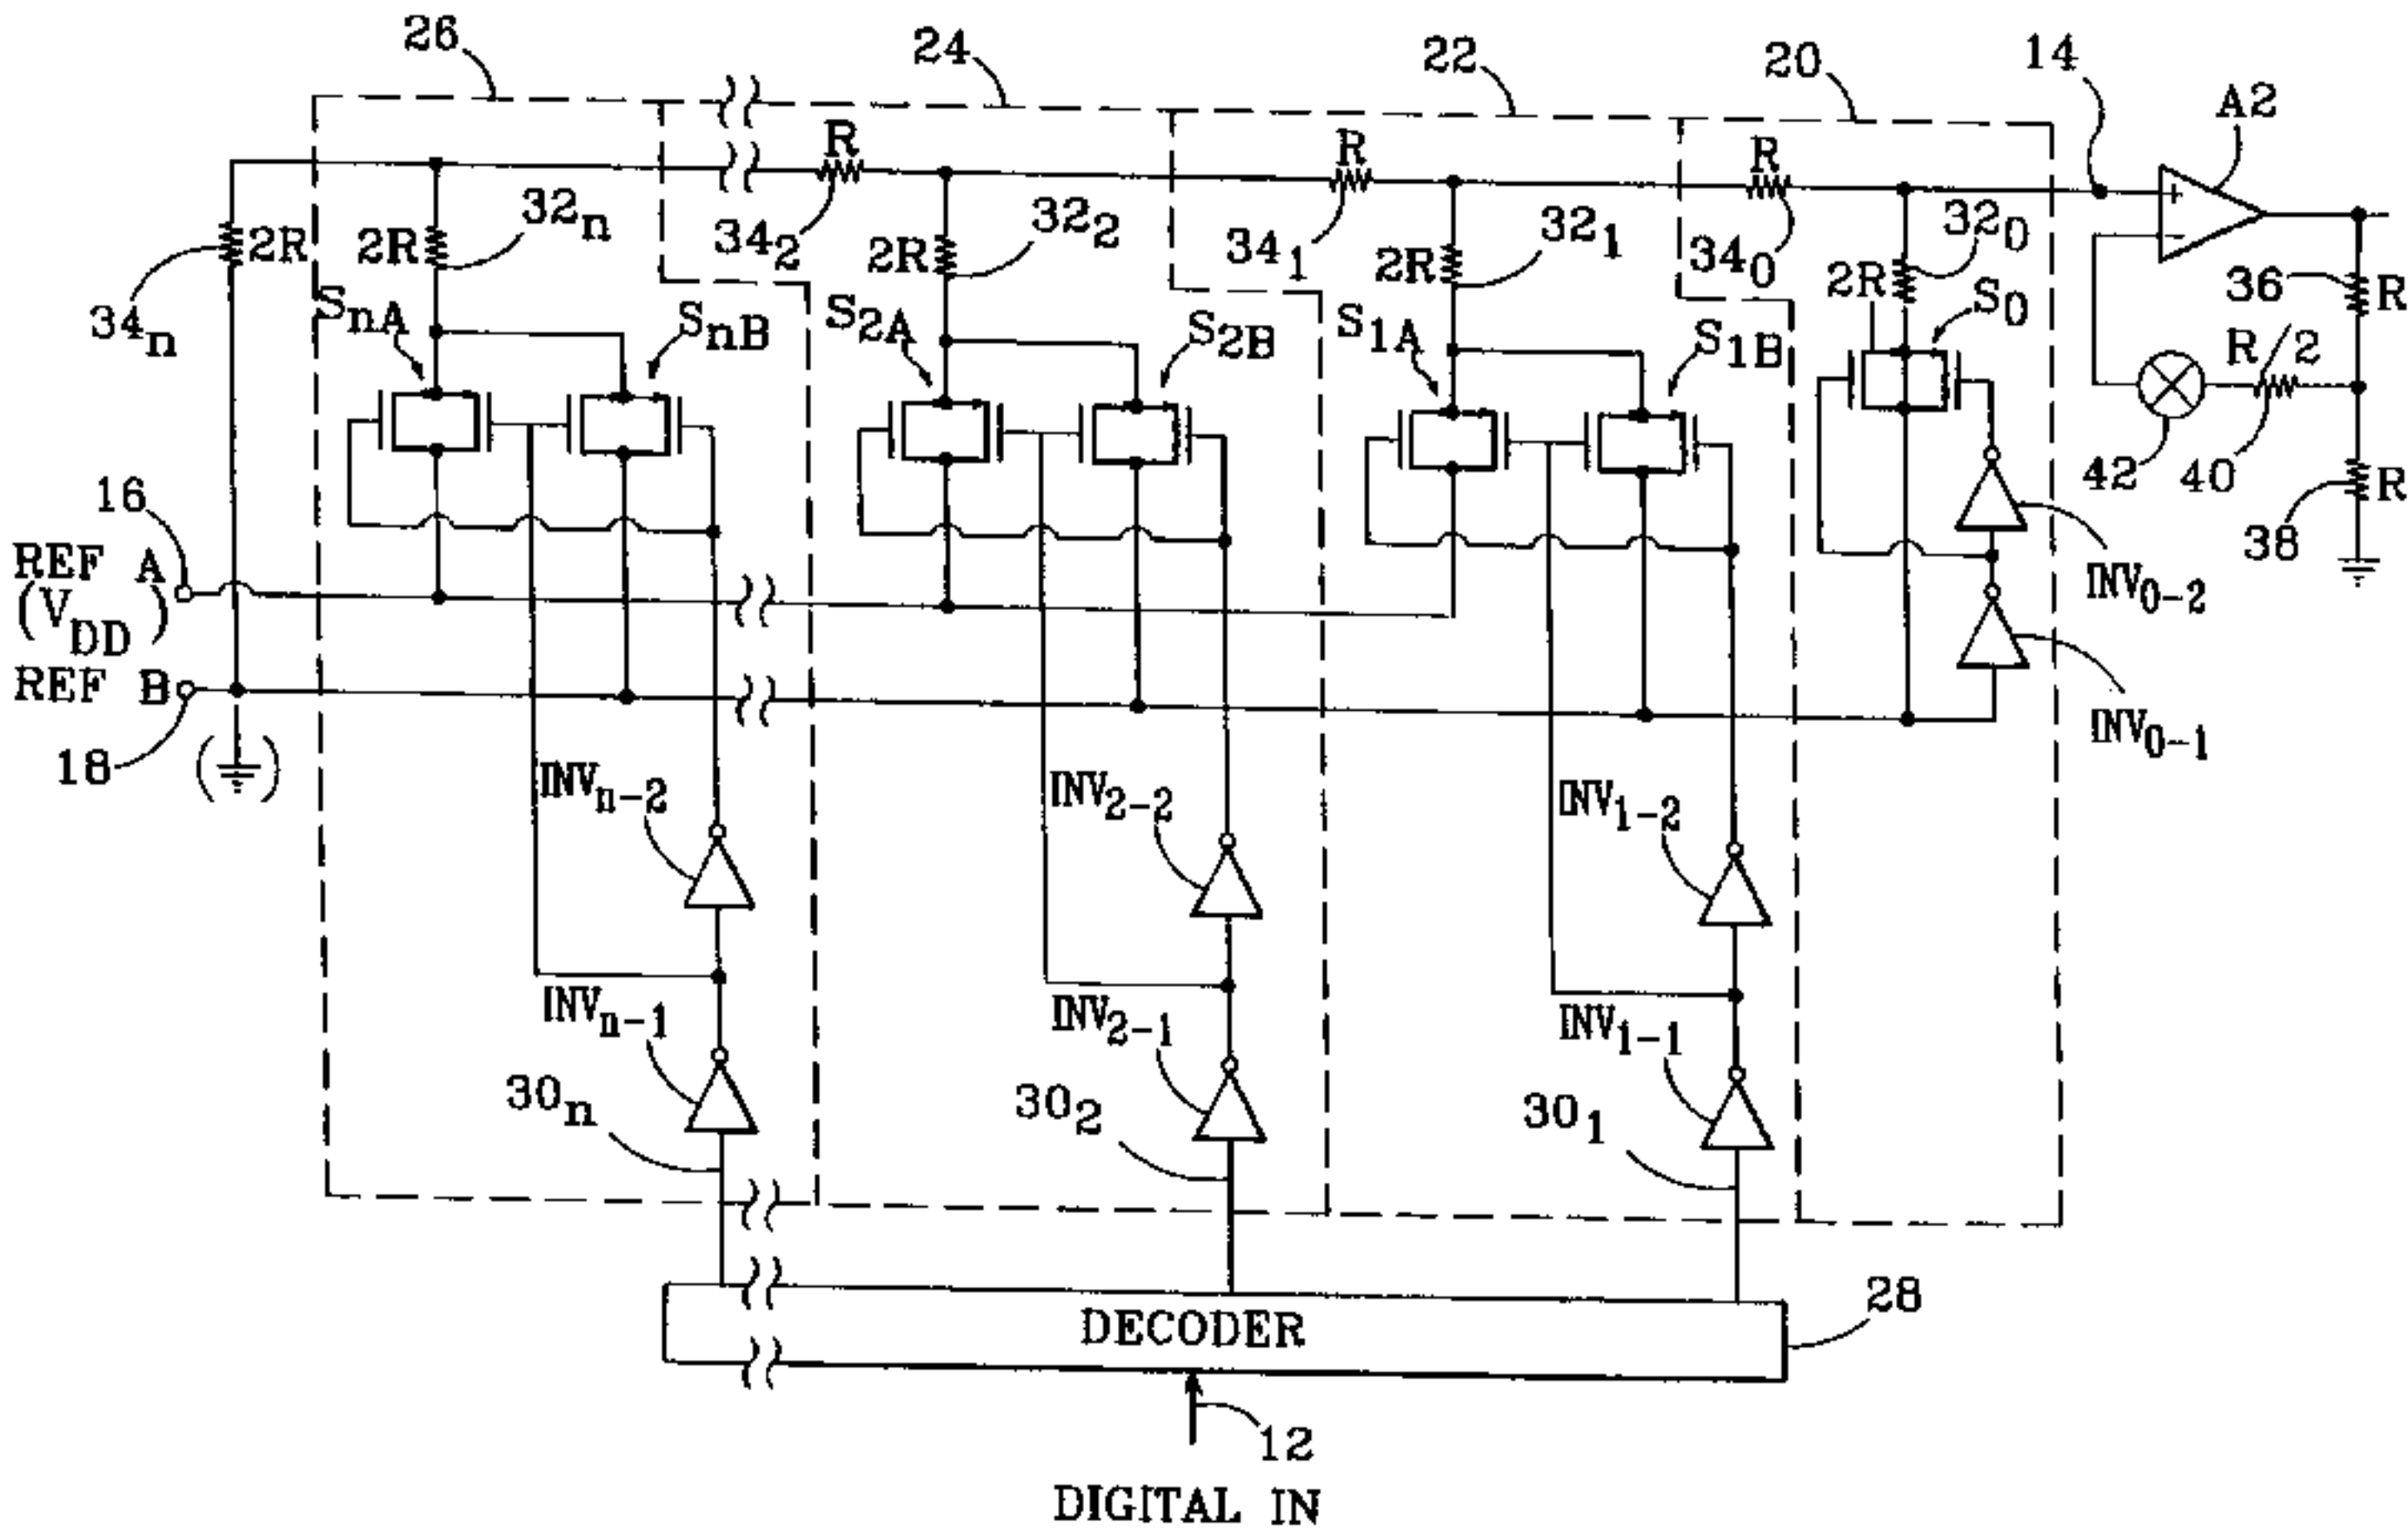 26
24
22
20
14
A2
R
R
R
34n
2R
2R
32n
342
2R
322
341
2R
321
340
2R
320
S0
36
R
SnA
SnB
S2A
S2B
S1A
S1B
R/2
42
40
R
38
16
REF A
(VDD)
REF B
18
INV0-2
INV0-1
INVn-2
INV2-2
INV1-2
INVn-1
INV2-1
INV1-1
30n
302
301
DECODER
28
12
DIGITAL IN
+
−